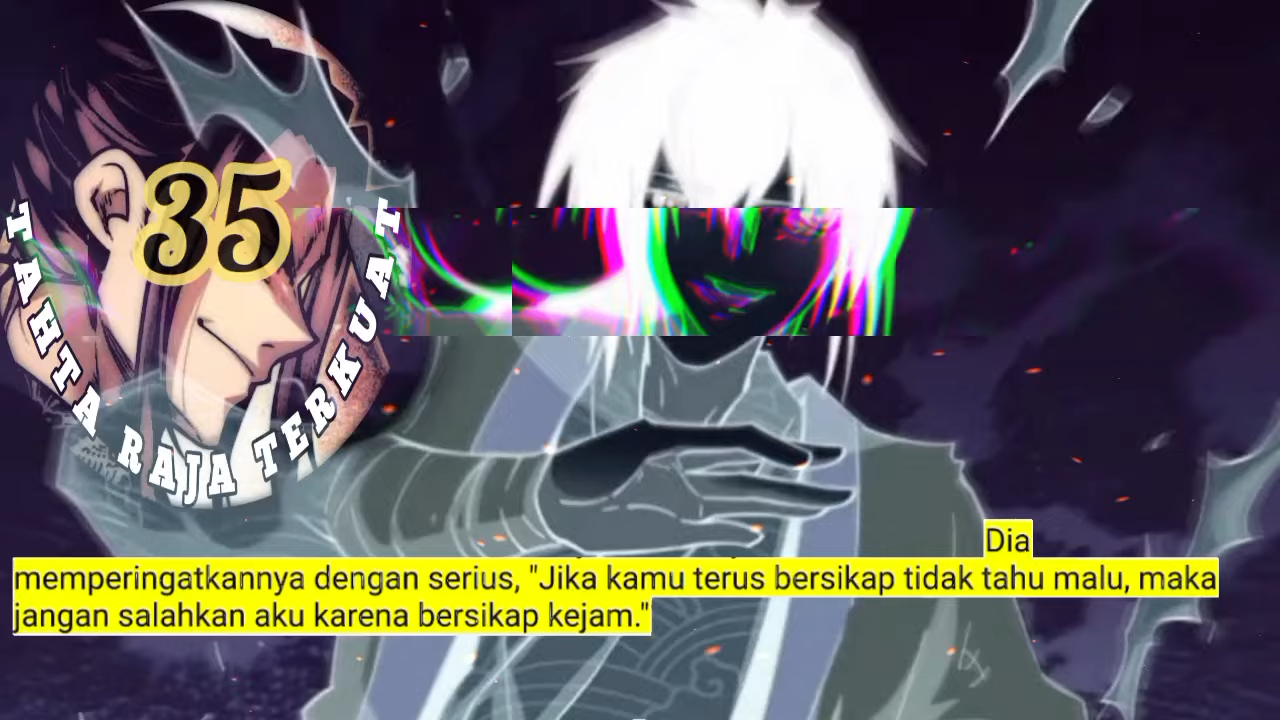 35
TAHTA RAJA TERKUAT
Dia
memperingatkannya dengan serius, "Jika kamu terus bersikap tidak tahu malu, maka
jangan salahkan aku karena bersikap kejam."